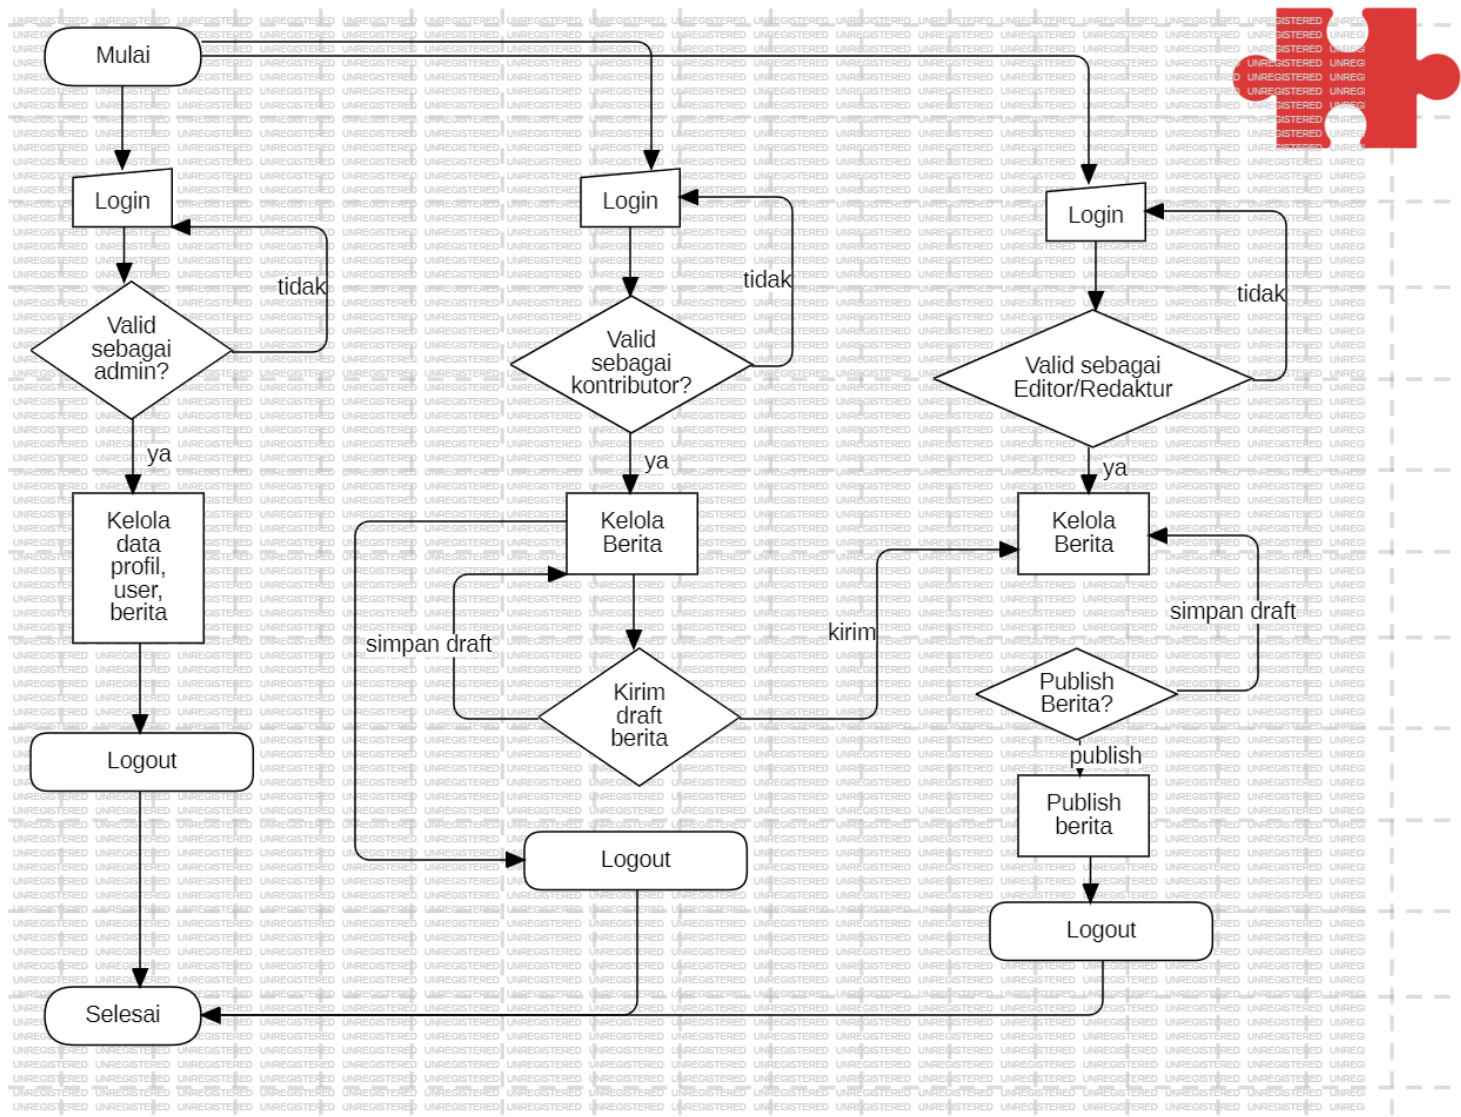 Mulai
Login
tidak
Valid
sebagai
admin?
ya
Kelola
data
profil,
user,
berita
Logout
Selesai
Login
tidak
Valid
sebagai
kontributor?
ya
Kelola
Berita
simpan draft
Kirim
draft
berita
kirim
Logout
Login
tidak
Valid sebagai
Editor/Redaktur
ya
Kelola
Berita
simpan draft
Publish
Berita?
publish
Publish
berita
Logout
UNREGISTERED